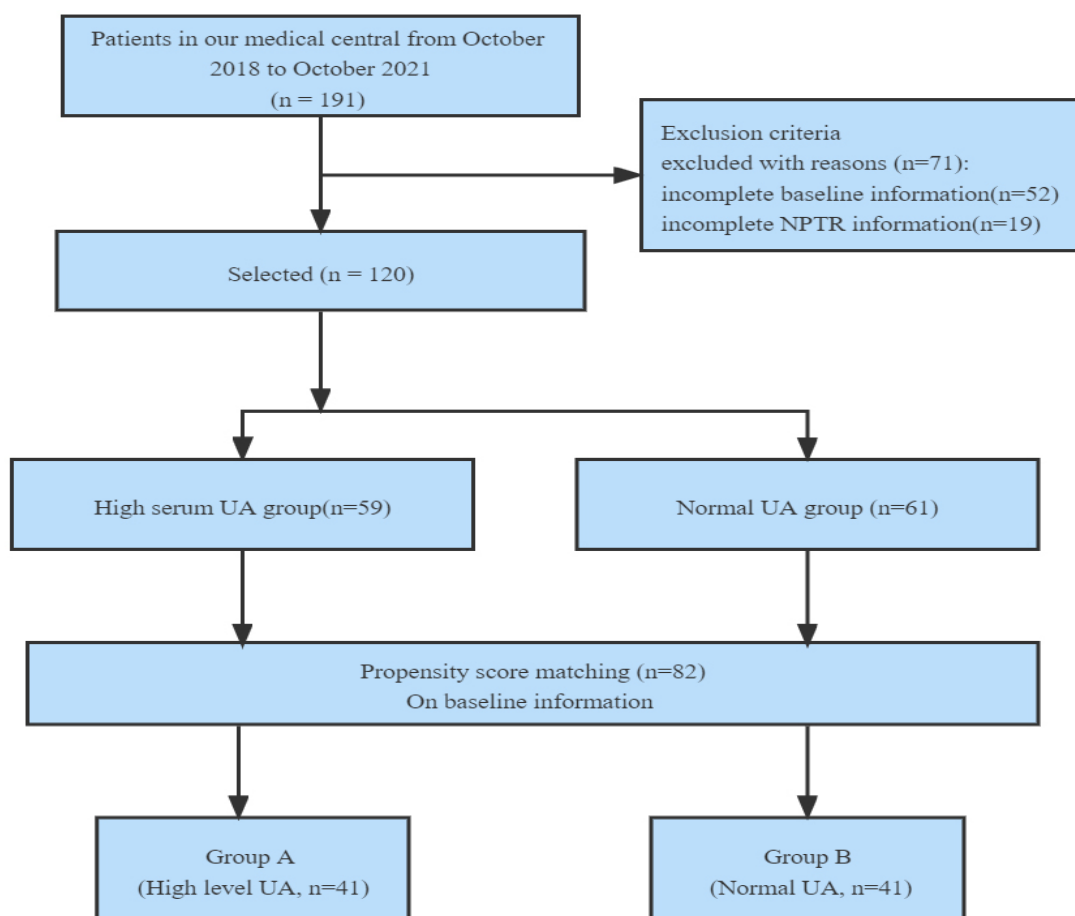 Patients in our medical central from October
2018 to October 2021
(n = 191)
Exclusion criteria
excluded with reasons (n=71):
incomplete baseline information(n=52)
incomplete NPTR information(n=19)
Selected (n = 120)
High serum UA group(n=59)
Normal UA group (n=61)
Propensity score matching (n=82)
On baseline information
Group A
(High level UA, n=41)
Group B
(Normal UA, n=41)